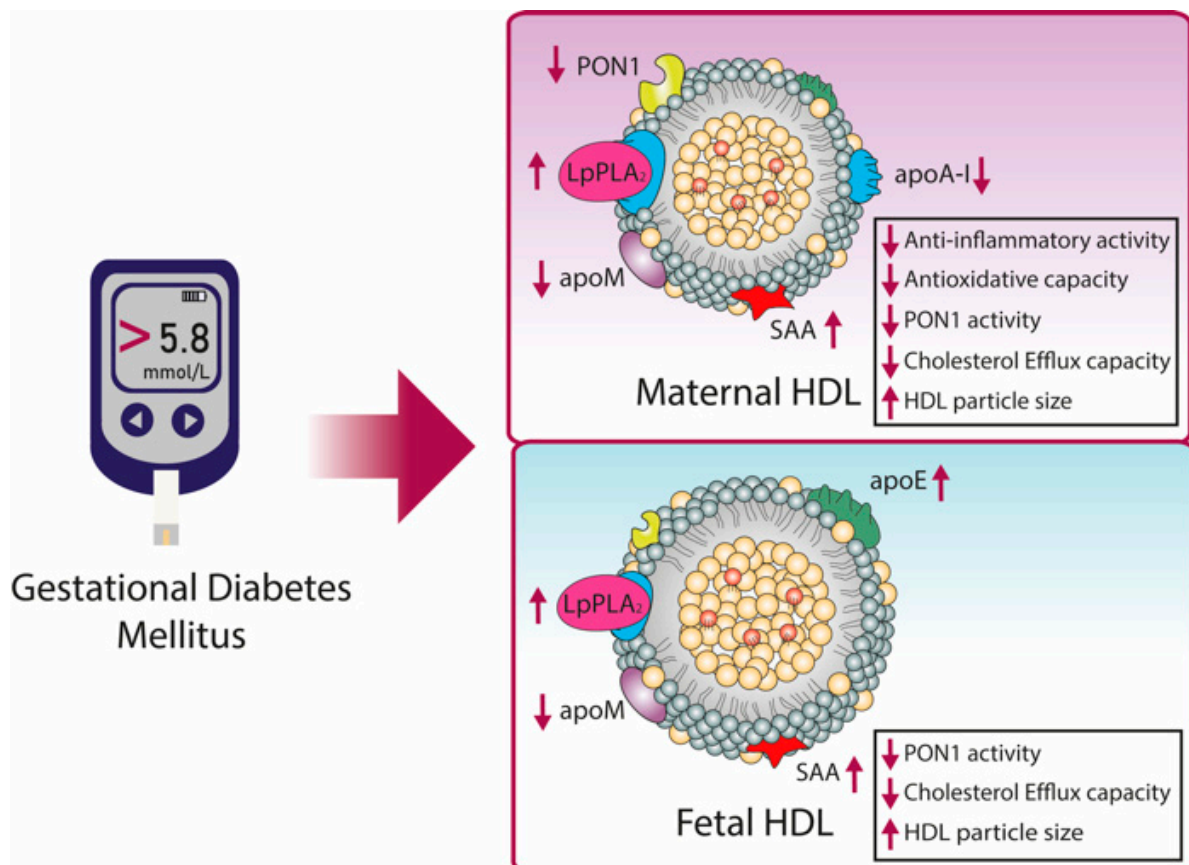 > 5.8
mmol/L
Gestational Diabetes
Mellitus
↓ PON1
↑ LpPLA₂
↓ apoM
SAA ↑
apoA-I ↓
Maternal HDL
↓ Anti-inflammatory activity
↓ Antioxidative capacity
↓ PON1 activity
↓ Cholesterol Efflux capacity
↑ HDL particle size
apoE ↑
↑ LpPLA₂
↓ apoM
SAA ↑
Fetal HDL
↓ PON1 activity
↓ Cholesterol Efflux capacity
↑ HDL particle size